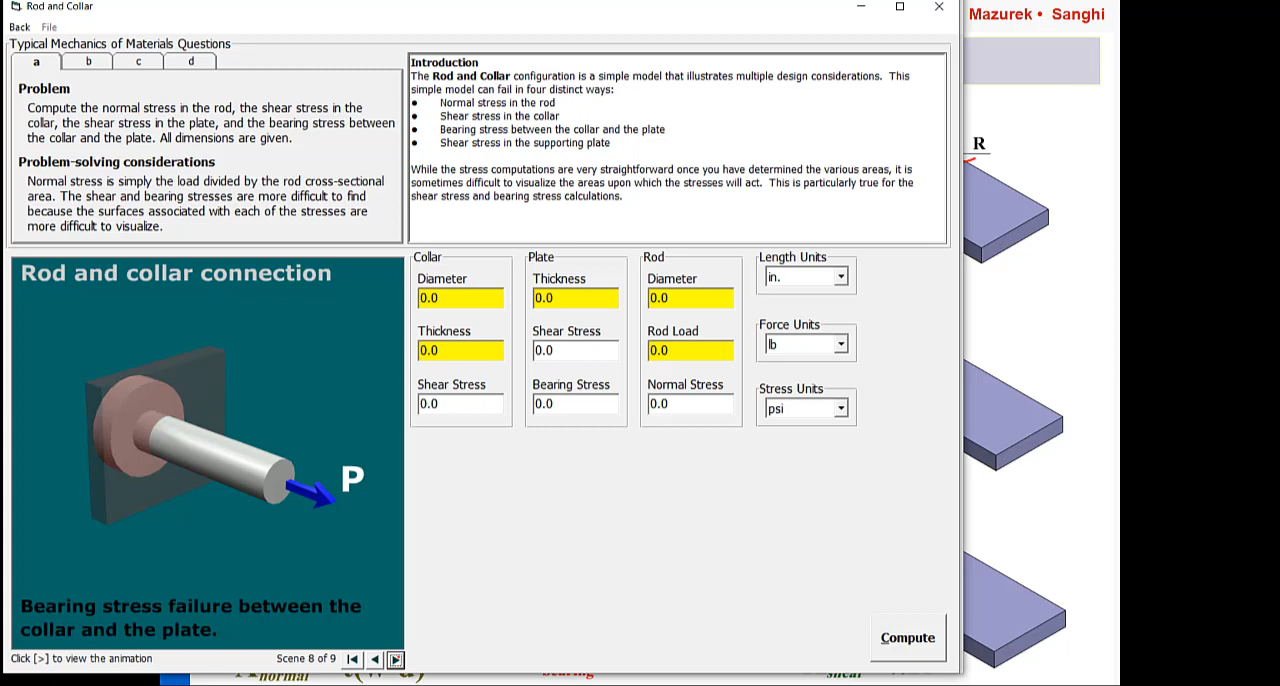 Rod and Collar
Mazurek • Sanghi
Back File
Typical Mechanics of Materials Questions
a b c d
Problem
Compute the normal stress in the rod, the shear stress in the
collar, the shear stress in the plate, and the bearing stress between
the collar and the plate. All dimensions are given.
Problem-solving considerations
Normal stress is simply the load divided by the rod cross-sectional
area. The shear and bearing stresses are more difficult to find
because the surfaces associated with each of the stresses are
more difficult to visualize.
Introduction
The Rod and Collar configuration is a simple model that illustrates multiple design considerations. This
simple model can fail in four distinct ways:
• Normal stress in the rod
• Shear stress in the collar
• Bearing stress between the collar and the plate
• Shear stress in the supporting plate
While the stress computations are very straightforward once you have determined the various areas, it is
sometimes difficult to visualize the areas upon which the stresses will act. This is particularly true for the
shear stress and bearing stress calculations.
R
Rod and collar connection
P
Bearing stress failure between the
collar and the plate.
Click [>] to view the animation
Scene 8 of 9
Collar
Diameter
0.0
Thickness
0.0
Shear Stress
0.0
Plate
Thickness
0.0
Shear Stress
0.0
Bearing Stress
0.0
Rod
Diameter
0.0
Rod Load
0.0
Normal Stress
0.0
Length Units
in.
Force Units
lb
Stress Units
psi
Compute
normal